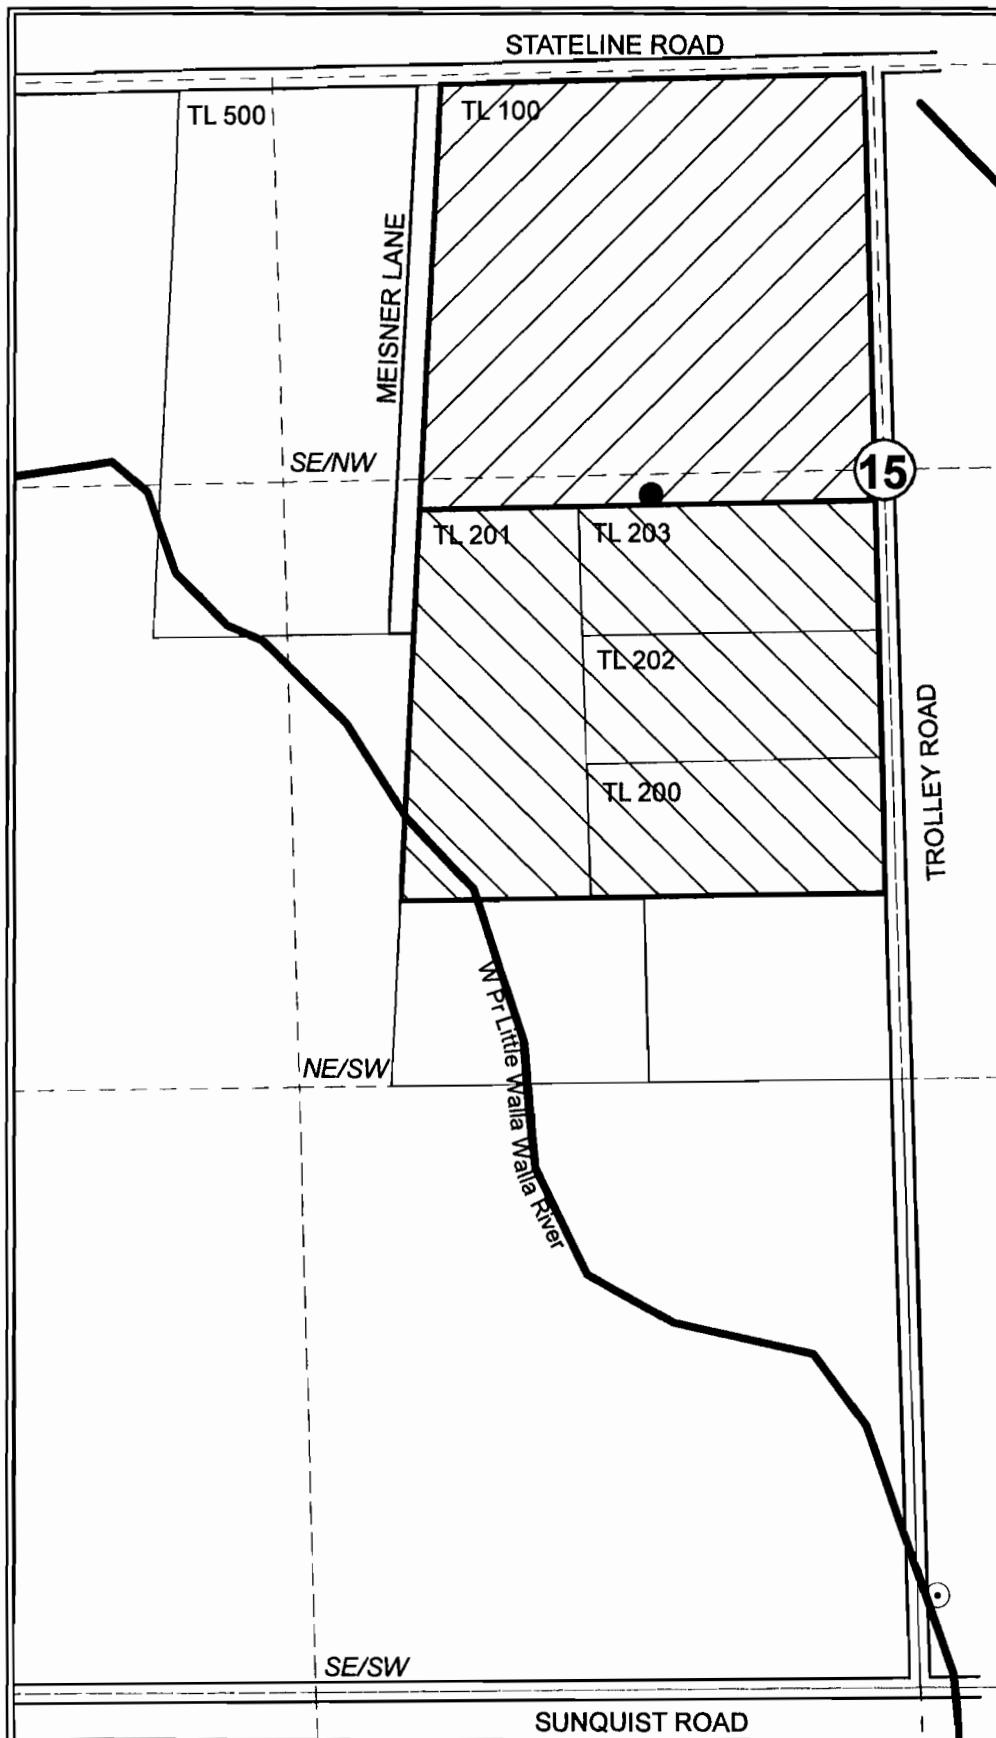 STATELINE ROAD
TL 500
TL 100
MEISNER LANE
SE/NW
15
TL 201
TL 203
TL 202
TL 200
TROLLEY ROAD
W Pr Little Walla Walla River
NE/SW
SE/SW
SUNQUIST ROAD